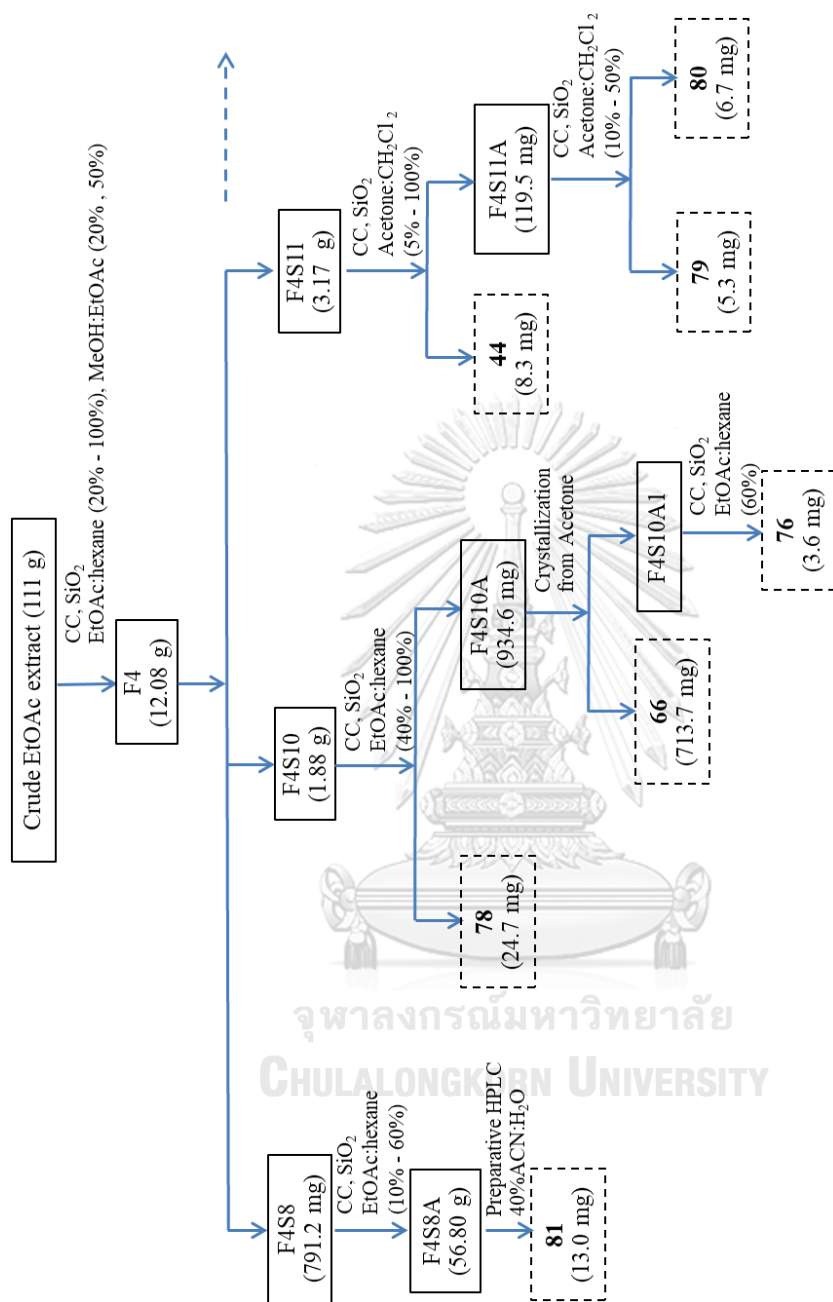 Crude EtOAc extract (111 g)
CC, SiO2
EtOAc:hexane (20% - 100%), MeOH:EtOAc (20% , 50%)
F4
(12.08 g)
F4S8
(791.2 mg)
CC, SiO2
EtOAc:hexane
(10% - 60%)
F4S8A
(56.80 g)
Preparative HPLC
40%ACN:H2O
81
(13.0 mg)
F4S10
(1.88 g)
CC, SiO2
EtOAc:hexane
(40% - 100%)
78
(24.7 mg)
F4S10A
(934.6 mg)
Crystallization
from Acetone
66
(713.7 mg)
F4S10A1
CC, SiO2
EtOAc:hexane
(60%)
76
(3.6 mg)
F4S11
(3.17 g)
CC, SiO2
Acetone:CH2Cl2
(5% - 100%)
44
(8.3 mg)
F4S11A
(119.5 mg)
CC, SiO2
Acetone:CH2Cl2
(10% - 50%)
79
(5.3 mg)
80
(6.7 mg)
จุฬาลงกรณ์มหาวิทยาลัย
CHULALONGKORN UNIVERSITY